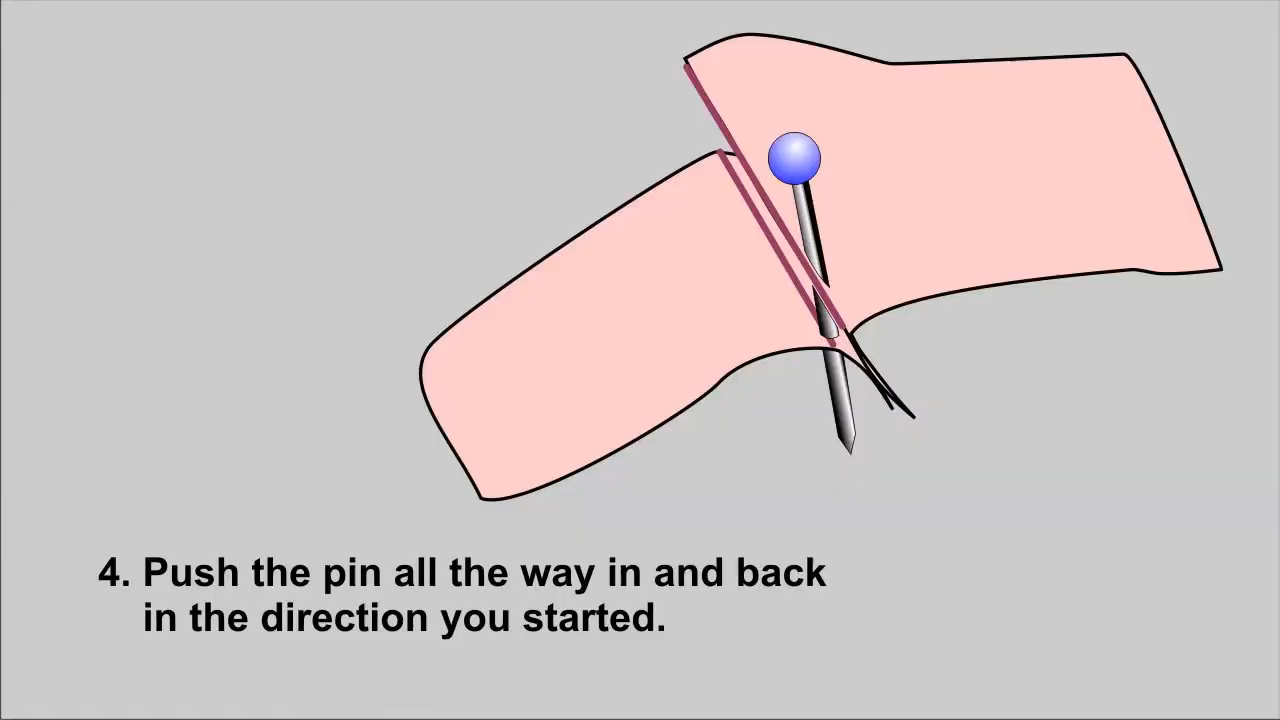 4. Push the pin all the way in and back
in the direction you started.